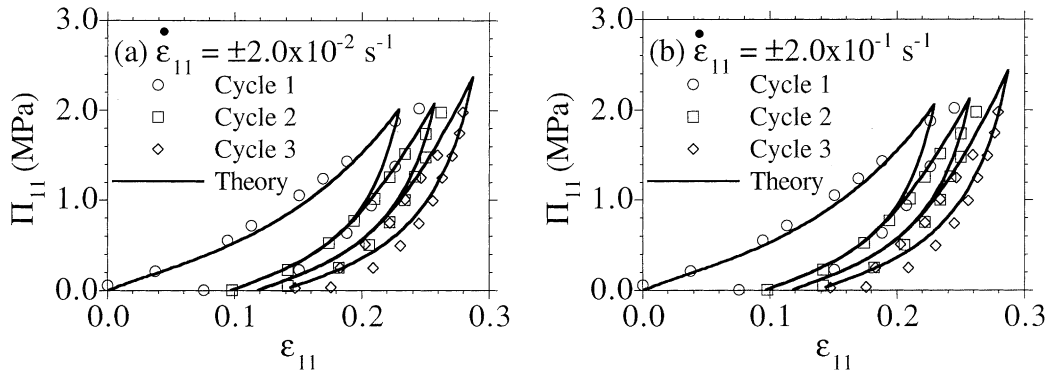 3.0
(a) ε̇₁₁ = ±2.0x10⁻² s⁻¹
Cycle 1
2.0
Cycle 2
Cycle 3
Theory
1.0
0.0
Π₁₁ (MPa)
0.0 0.1 0.2 0.3
ε₁₁
3.0
(b) ε̇₁₁ = ±2.0x10⁻¹ s⁻¹
Cycle 1
2.0
Cycle 2
Cycle 3
Theory
1.0
0.0
Π₁₁ (MPa)
0.0 0.1 0.2 0.3
ε₁₁